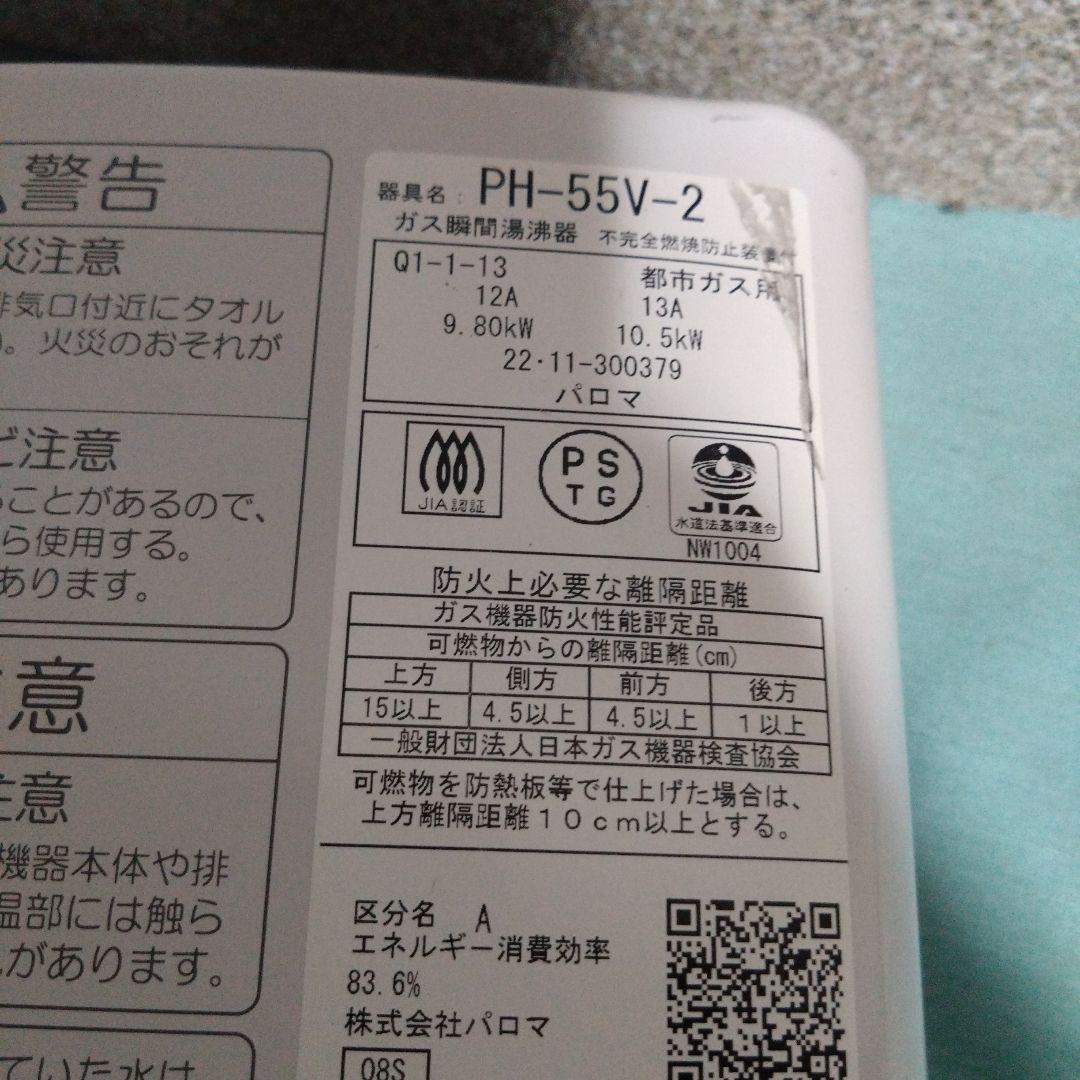 警告
災注意
排気口付近にタオル
。火災のおそれが
ど注意
ることがあるので、
ら使用する。
あります。
意
注意
機器本体や排
温部には触ら
があります。
ていた水は
器具名: PH-55V-2
ガス瞬間湯沸器 不完全燃焼防止装置付
Q1-1-13 都市ガス用
12A 13A
9.80kW 10.5kW
22・11-300379
パロマ
JIA認証
PS
TG
JIA
水道法基準適合
NW1004
防火上必要な離隔距離
ガス機器防火性能評定品
可燃物からの離隔距離(cm)
上方 側方 前方 後方
15以上 4.5以上 4.5以上 1以上
一般財団法人日本ガス機器検査協会
可燃物を防熱板等で仕上げた場合は、
上方離隔距離10cm以上とする。
区分名 A
エネルギー消費効率
83.6%
株式会社パロマ
08S